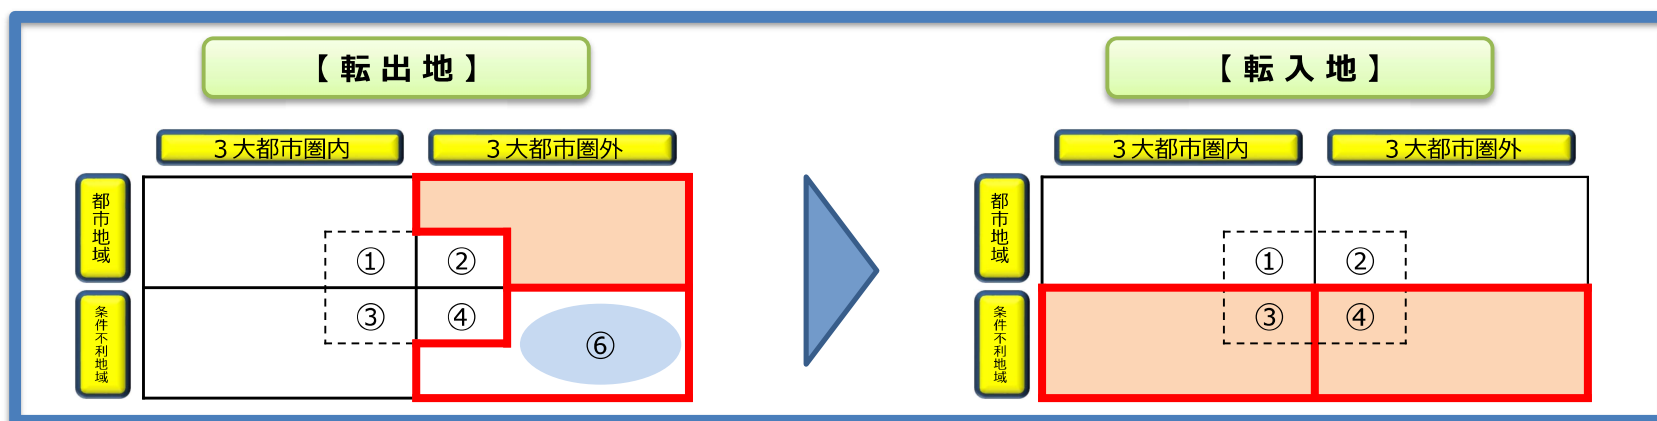 【 転 出 地 】
３大都市圏内
３大都市圏外
都市地域
条件不利地域
①
②
③
④
⑥
【 転 入 地 】
３大都市圏内
３大都市圏外
都市地域
条件不利地域
①
②
③
④